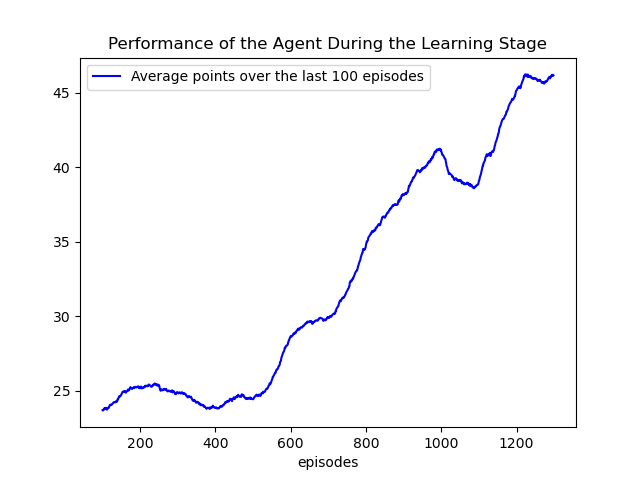 Performance of the Agent During the Learning Stage
Average points over the last 100 episodes
45
40
35
30
25
200 400 600 800 1000 1200
episodes